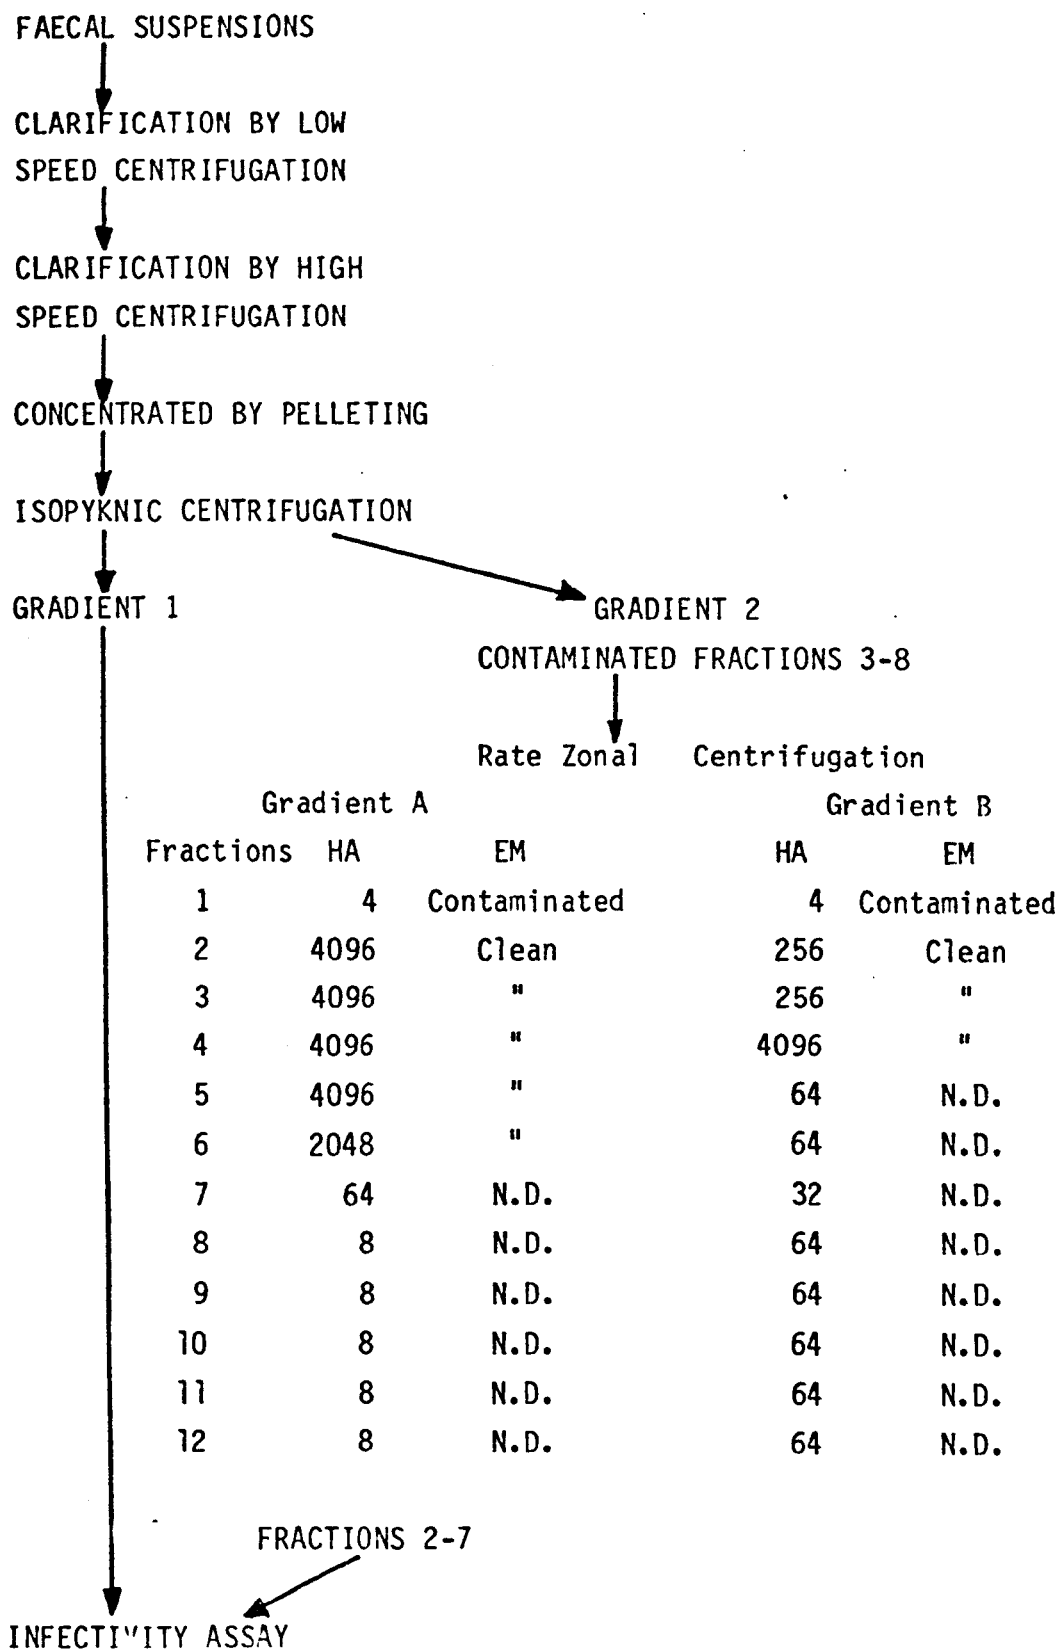 FAECAL SUSPENSIONS
CLARIFICATION BY LOW
SPEED CENTRIFUGATION
CLARIFICATION BY HIGH
SPEED CENTRIFUGATION
CONCENTRATED BY PELLETING
ISOPYKNIC CENTRIFUGATION
GRADIENT 1 GRADIENT 2
CONTAMINATED FRACTIONS 3-8
Rate Zonal Centrifugation
Gradient A Gradient B
Fractions HA EM HA EM
1 4 Contaminated 4 Contaminated
2 4096 Clean 256 Clean
3 4096 " 256 "
4 4096 " 4096 "
5 4096 " 64 N.D.
6 2048 " 64 N.D.
7 64 N.D. 32 N.D.
8 8 N.D. 64 N.D.
9 8 N.D. 64 N.D.
10 8 N.D. 64 N.D.
11 8 N.D. 64 N.D.
12 8 N.D. 64 N.D.
FRACTIONS 2-7
INFECTI"ITY ASSAY